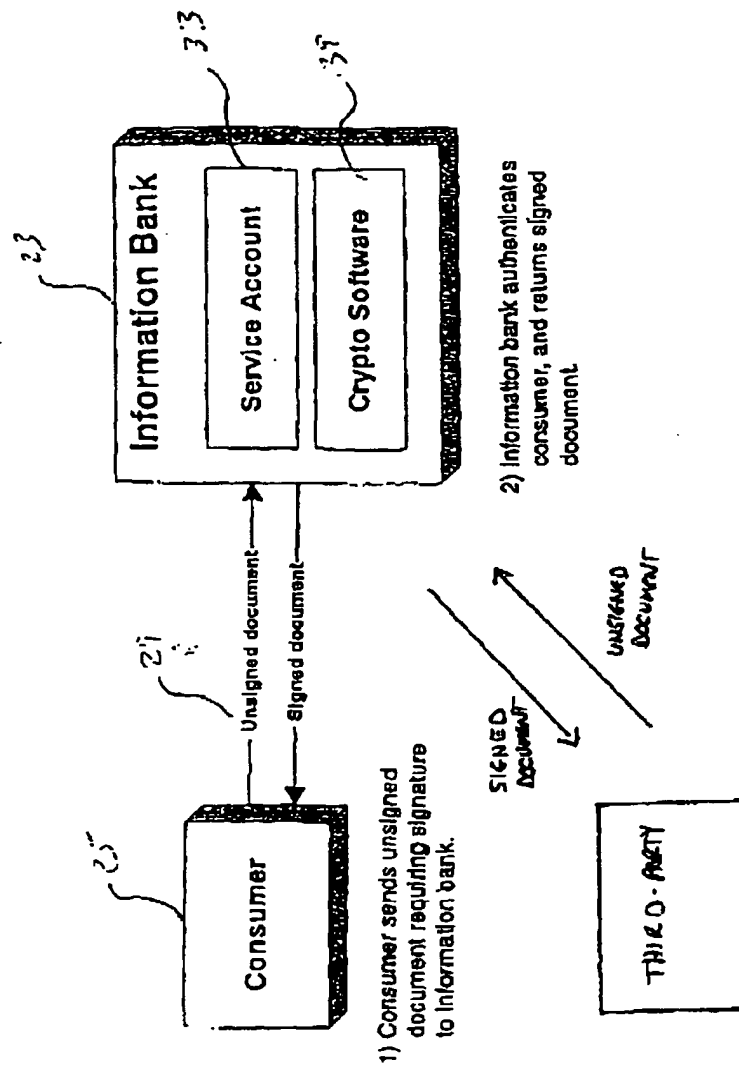 23
Information Bank
33
Service Account
Crypto Software
25
Consumer
Unsigned document
Signed document
1) Consumer sends unsigned
document requiring signature
to Information bank.
2) Information bank authenticates
consumer, and returns signed
document
SIGNED
DOCUMENT
UNSIGNED
DOCUMENT
THIRD-PARTY